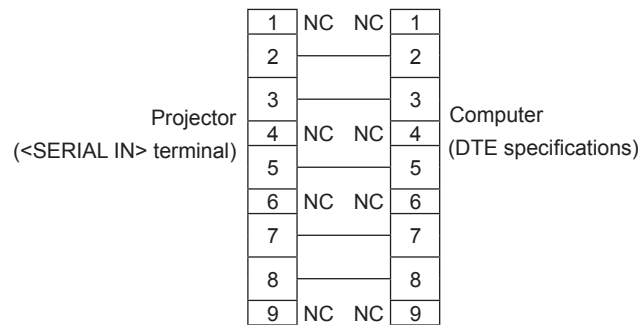 1 NC NC 1
2 2
3 3
Projector
(<SERIAL IN> terminal)
4 NC NC 4
Computer
(DTE specifications)
5 5
6 NC NC 6
7 7
8 8
9 NC NC 9